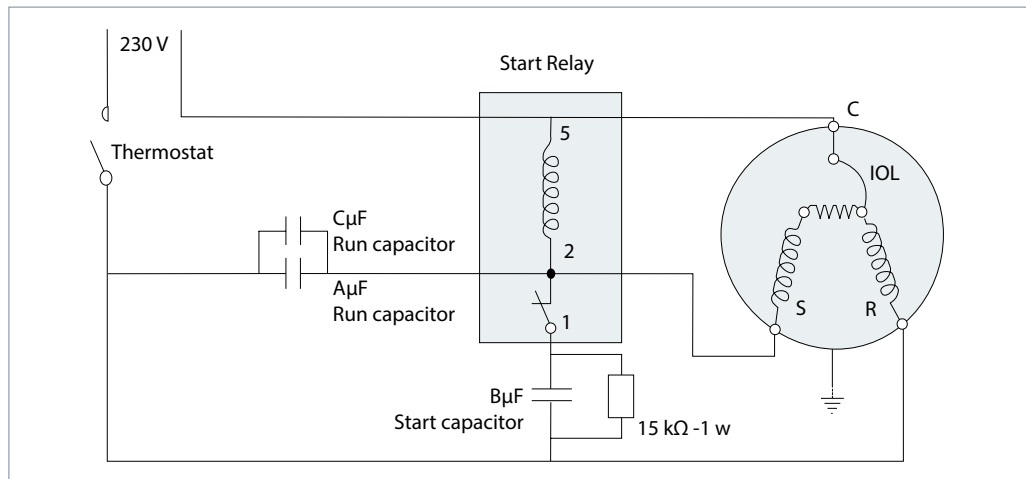 230 V
Start Relay
C
5
Thermostat
IOL
CµF
Run capacitor
2
AµF
Run capacitor
S
R
1
BµF
Start capacitor
15 kΩ -1 w